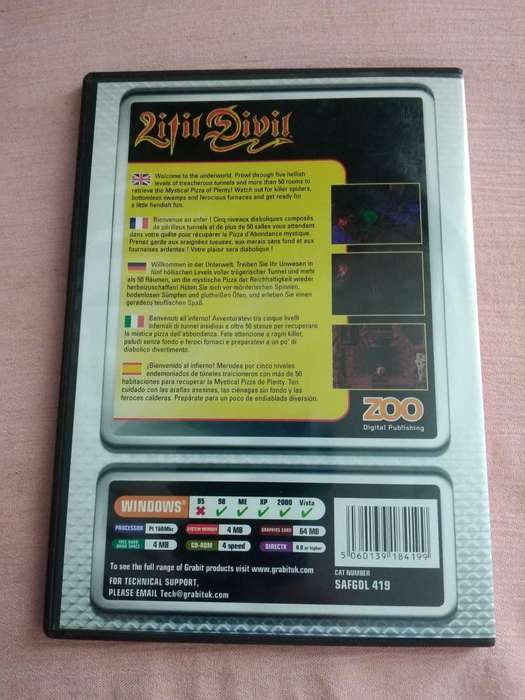 Litil Divil
Welcome to the underworld. Prowl through five hellish
levels of treacherous tunnels and more than 50 rooms to
retrieve the Mystical Pizza of Plenty! Watch out for killer spiders,
bottomless swamps and ferocious furnaces and get ready for
a little fiendish fun.
Bienvenue en enfer ! Cinq niveaux diaboliques composés
de périlleux tunnels et de plus de 50 salles vous attendent
dans votre quête pour récupérer la Pizza d'Abondance mystique.
Prenez garde aux araignées tueuses, aux marais sans fond et aux
fournaises ardentes ! Votre plaisir sera diabolique !
Willkommen in der Unterwelt. Treiben Sie Ihr Unwesen in
fünf höllischen Levels voller trügerischer Tunnel und mehr
als 50 Räumen, um die mystische Pizza der Reichhaltigkeit wieder
herbeizuschaffen! Hüten Sie sich vor mörderischen Spinnen,
bodenlosen Sümpfen und glutheißen Öfen, und erleben Sie einen
geradezu teuflischen Spaß.
Benvenuti all'inferno! Avventuratevi tra cinque livelli
infernali di tunnel insidiosi e oltre 50 stanze per recuperare
la mistica pizza dell'abbondanza. Fate attenzione a ragni killer,
paludi senza fondo e feroci fornaci e preparatevi a un po' di
diabolico divertimento.
¡Bienvenido al infierno! Merodea por cinco niveles
endemoniados de túneles traicioneros con más de 50
habitaciones para recuperar la Mystical Pizza de Plenty. Ten
cuidado con las arañas asesinas, las ciénagas sin fondo y las
feroces calderas. Prepárate para un poco de endiablada diversión.
ZOO
Digital Publishing
WINDOWS®
95 98 ME XP 2000 Vista
PROCESSOR PI 166Mhz SYSTEM MEMORY 4 MB GRAPHICS CARD 64 MB
FREE HARD DRIVE SPACE 4 MB CD-ROM 4 speed DIRECTX 9.0 or higher
To see the full range of Grabit products visit www.grabituk.com
FOR TECHNICAL SUPPORT,
PLEASE EMAIL Tech@grabituk.com
5 060139 184199
CAT NUMBER
SAFGDL 419